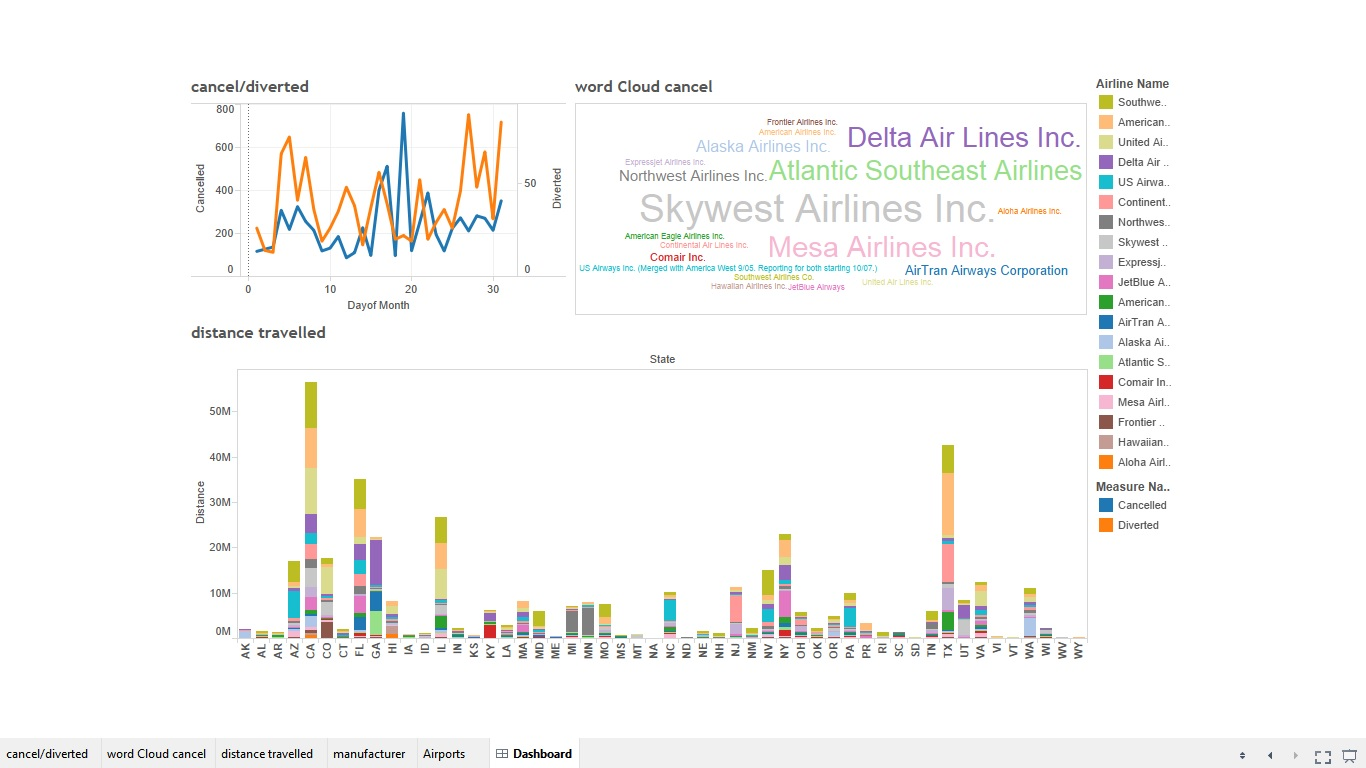 cancel/diverted
800
600
400
200
0
Cancelled
50
0
Diverted
0
10
20
30
Dayof Month
word Cloud cancel
Frontier Airlines Inc.
American Airlines Inc.
Delta Air Lines Inc.
Alaska Airlines Inc.
Expressjet Airlines Inc.
Atlantic Southeast Airlines
Northwest Airlines Inc.
Skywest Airlines Inc.
Aloha Airlines Inc.
American Eagle Airlines Inc.
Continental Air Lines Inc.
Mesa Airlines Inc.
Comair Inc.
US Airways Inc. (Merged with America West 9/05. Reporting for both starting 10/07.)
AirTran Airways Corporation
Southwest Airlines Co.
United Air Lines Inc.
Hawaiian Airlines Inc.
JetBlue Airways
Airline Name
Southwe..
American..
United Ai..
Delta Air ..
US Airwa..
Continent..
Northwes..
Skywest ..
Expressj..
JetBlue A..
American..
AirTran A..
Alaska Ai..
Atlantic S..
Comair In..
Mesa Airl..
Frontier ..
Hawaiian..
Aloha Airl..
Measure Na..
Cancelled
Diverted
distance travelled
State
50M
40M
30M
20M
10M
0M
Distance
AK AL AR AZ CA CO CT FL GA HI IA ID IL IN KS KY LA MA MD ME MI MN MO MS MT NA NC ND NE NH NJ NM NV NY OH OK OR PA PR RI SC SD TN TX UT VA VI VT WA WI WV WY
cancel/diverted
word Cloud cancel
distance travelled
manufacturer
Airports
Dashboard